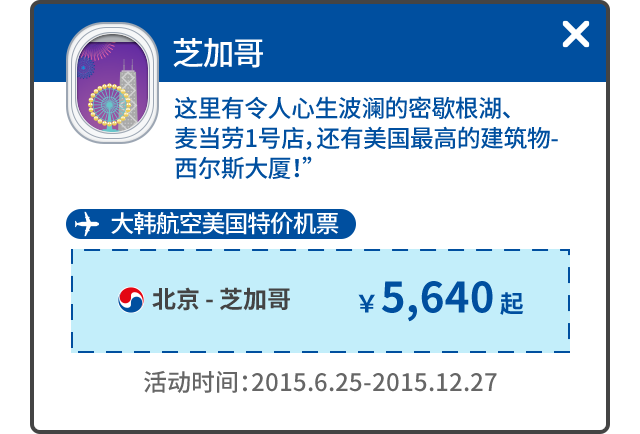 芝加哥
这里有令人心生波澜的密歇根湖、
麦当劳1号店，还有美国最高的建筑物-
西尔斯大厦！”
大韩航空美国特价机票
北京 - 芝加哥 ￥5,640 起
活动时间：2015.6.25-2015.12.27